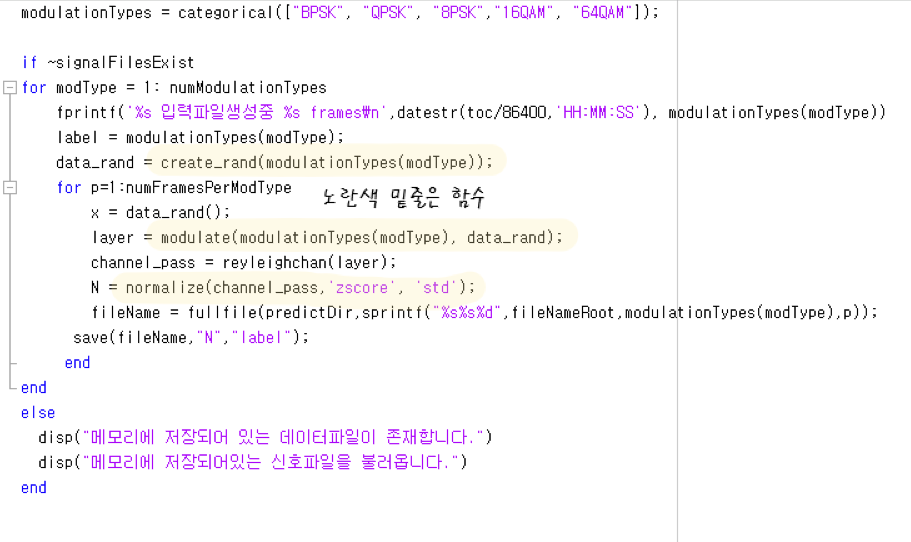 modulationTypes = categorical(["BPSK", "QPSK", "8PSK","16QAM", "64QAM"]);
if ~signalFilesExist
for modType = 1: numModulationTypes
fprintf('%s 입력파일생성중 %s frames₩n',datestr(toc/86400,'HH:MM:SS'), modulationTypes(modType))
label = modulationTypes(modType);
data_rand = create_rand(modulationTypes(modType));
for p=1:numFramesPerModType
노란색 밑줄은 함수
x = data_rand();
layer = modulate(modulationTypes(modType), data_rand);
channel_pass = reyleighchan(layer);
N = normalize(channel_pass,'zscore', 'std');
fileName = fullfile(predictDir,sprintf("%s%s%d",fileNameRoot,modulationTypes(modType),p));
save(fileName,"N","label");
end
end
else
disp("메모리에 저장되어 있는 데이터파일이 존재합니다.")
disp("메모리에 저장되어있는 신호파일을 불러옵니다.")
end